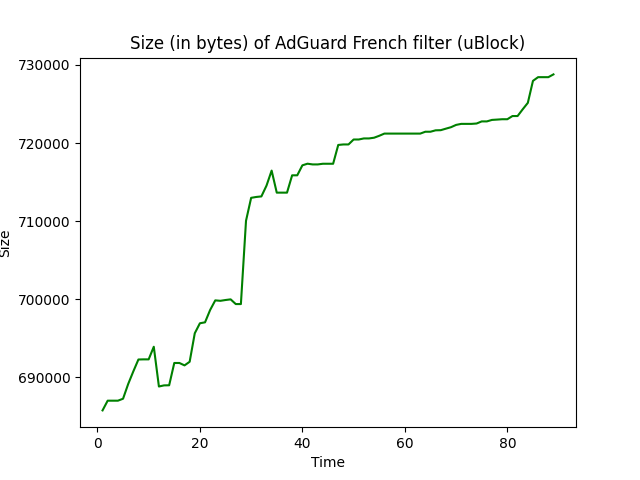 Size (in bytes) of AdGuard French filter (uBlock)
730000
720000
710000
700000
690000
Size
0 20 40 60 80
Time